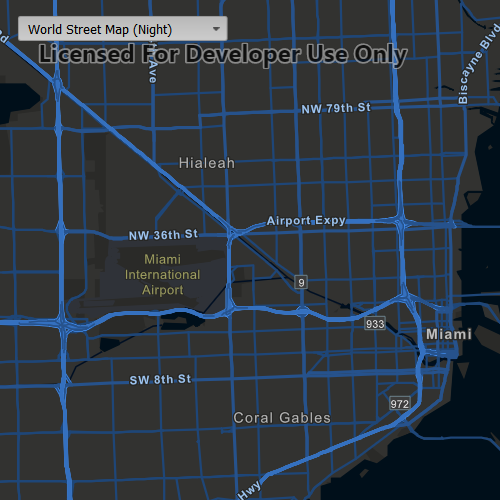 World Street Map (Night)
Licensed For Developer Use Only
Ave
Biscayne Blvd
NW 79th St
Hialeah
Airport Expy
NW 36th St
Miami
International
Airport
9
933
Miami
SW 8th St
972
Coral Gables
Hwy